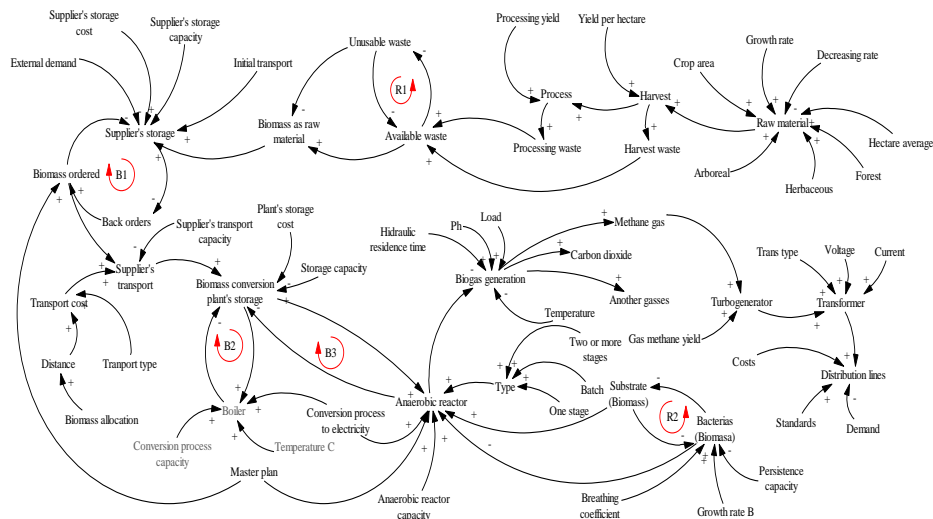 Supplier's storage
cost
Supplier's storage
capacity
External demand
Initial transport
Supplier's storage
Biomass ordered
B1
Back orders
Unusable waste
R1
Biomass as raw
material
Available waste
Processing yield
Yield per hectare
Process
Harvest
Processing waste
Harvest waste
Growth rate
Crop area
Decreasing rate
Raw material
Hectare average
Arboreal
Herbaceous
Forest
Supplier's transport
capacity
Plant's storage
cost
Supplier's
transport
Biomass conversion
plant's storage
Storage capacity
Transport cost
Distance
Tranport type
Biomass allocation
B2
B3
Boiler
Conversion process
capacity
Temperature C
Conversion process
to electricity
Master plan
Anaerobic reactor
Anaerobic reactor
capacity
Hidraulic
residence time
Ph
Load
Biogas generation
Methane gas
Carbon dioxide
Another gasses
Temperature
Two or more
stages
Type
Batch
One stage
Substrate
(Biomass)
R2
Bacterias
(Biomasa)
Breathing
coefficient
Growth rate B
Persistence
capacity
Trans type
Voltage
Current
Turbogenerator
Transformer
Gas methane yield
Costs
Distribution lines
Standards
Demand